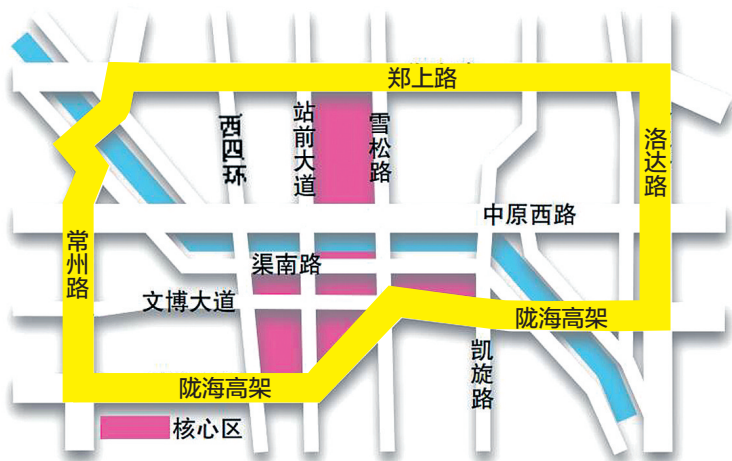 郑上路
站前大道
雪松路
西四环
洛达路
中原西路
常州路
渠南路
文博大道
陇海高架
凯旋路
陇海高架
核心区